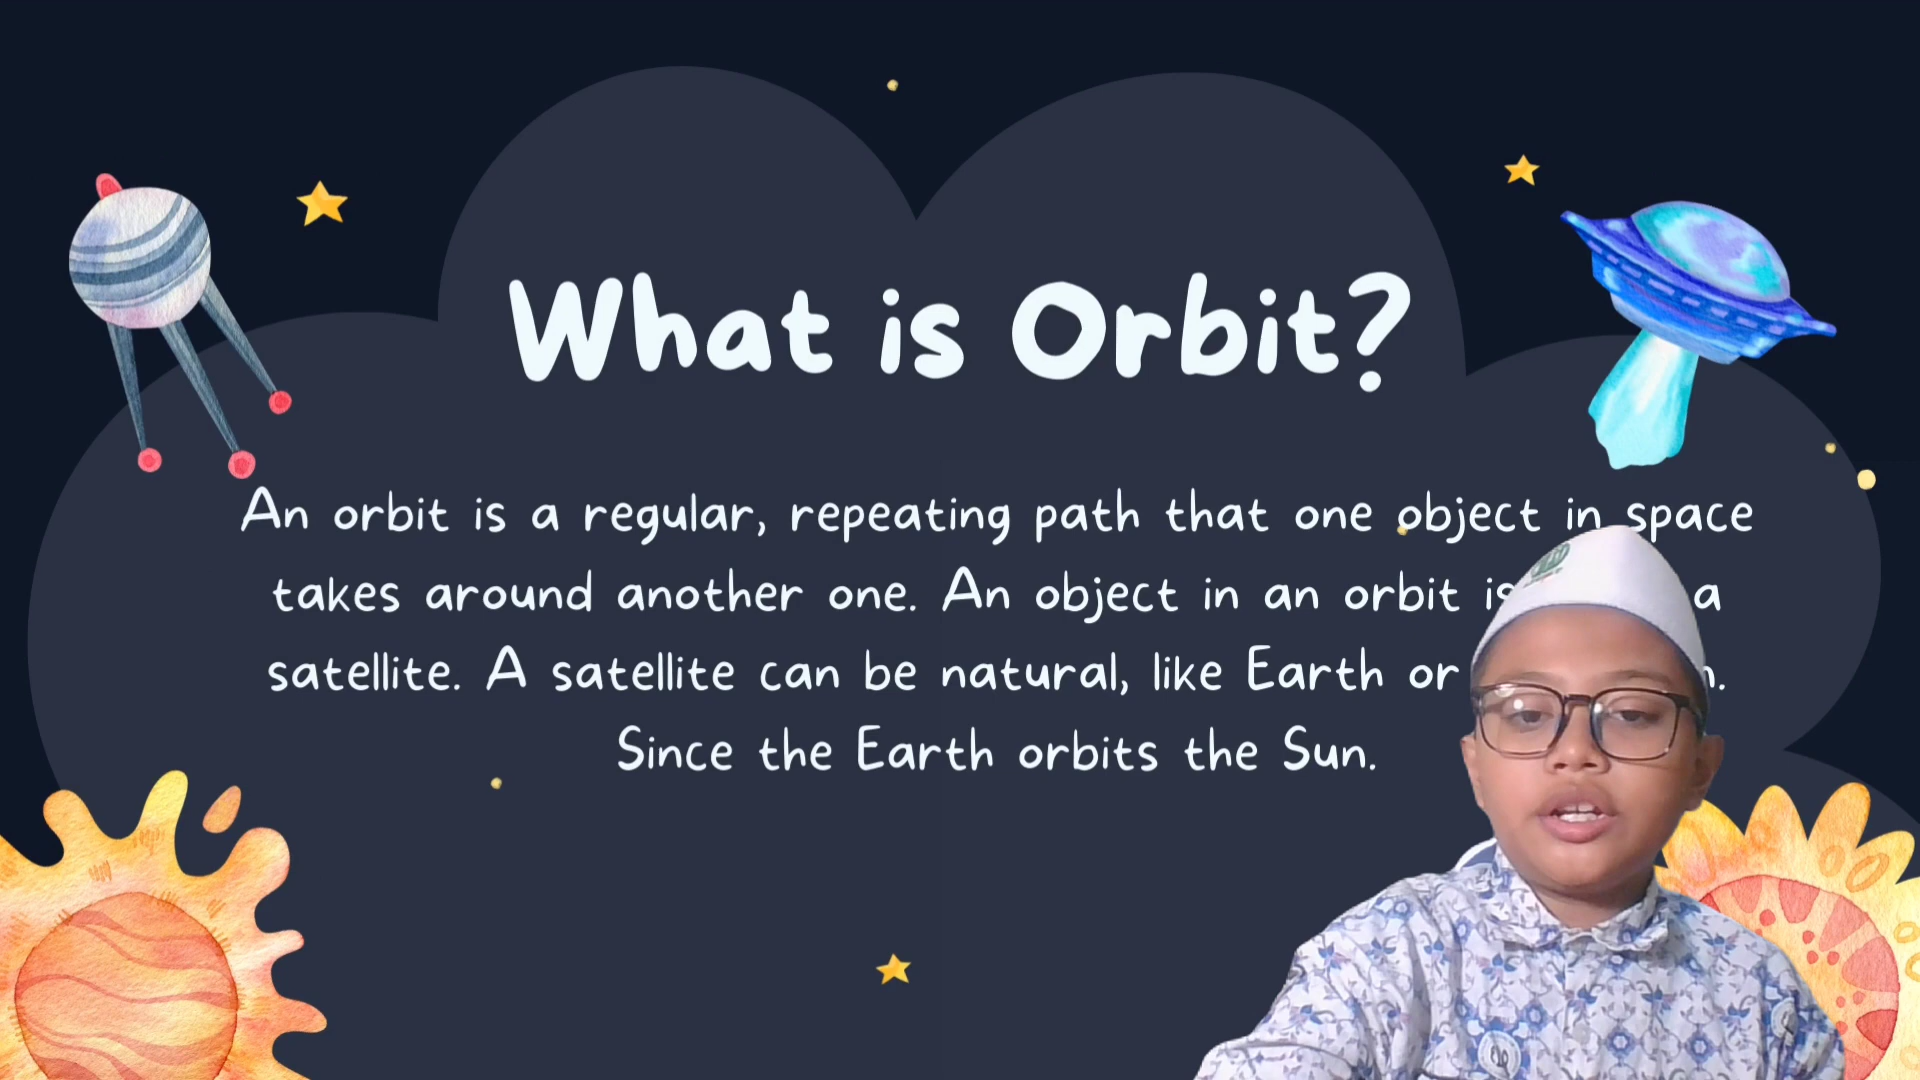 What is Orbit?
An orbit is a regular, repeating path that one object in space
takes around another one. An object in an orbit is a
satellite. A satellite can be natural, like Earth or
Since the Earth orbits the Sun.